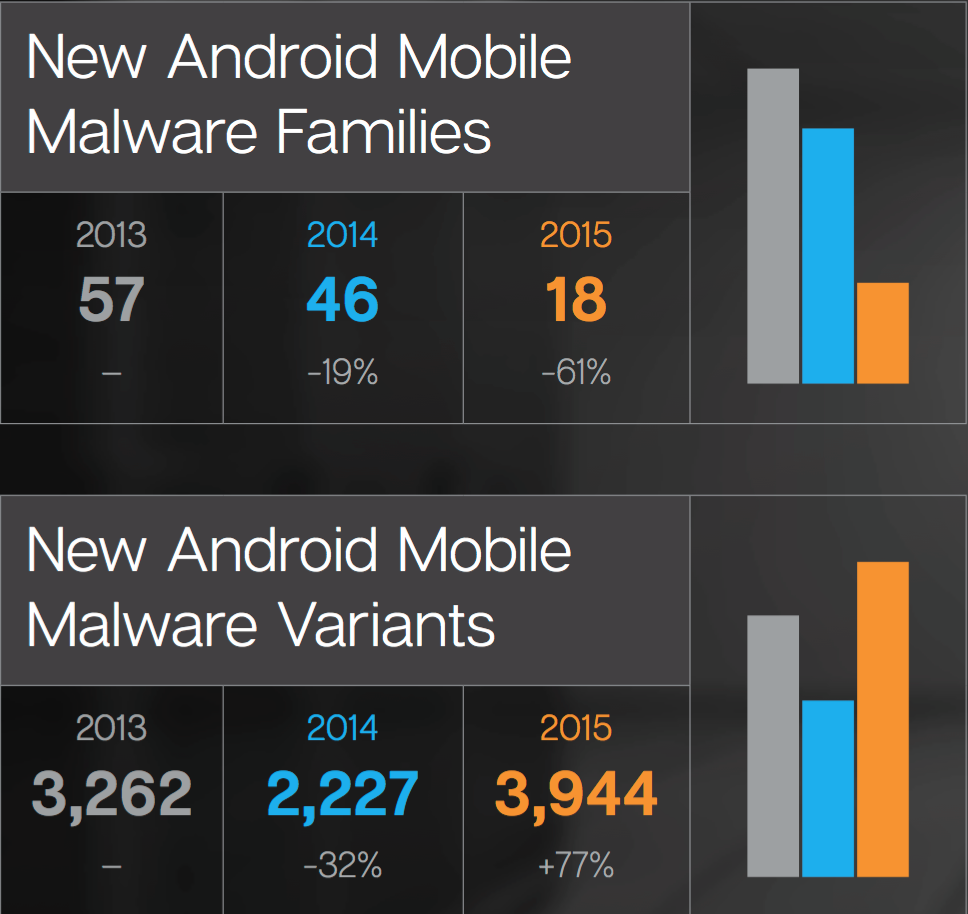 New Android Mobile
Malware Families
2013 2014 2015
57 46 18
– -19% -61%
New Android Mobile
Malware Variants
2013 2014 2015
3,262 2,227 3,944
– -32% +77%